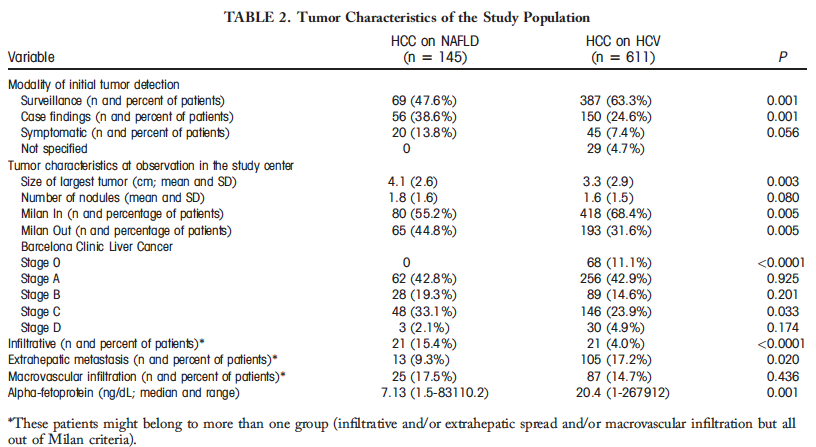 TABLE 2. Tumor Characteristics of the Study Population
Variable HCC on NAFLD (n = 145) HCC on HCV (n = 611) P
Modality of initial tumor detection
Surveillance (n and percent of patients) 69 (47.6%) 387 (63.3%) 0.001
Case findings (n and percent of patients) 56 (38.6%) 150 (24.6%) 0.001
Symptomatic (n and percent of patients) 20 (13.8%) 45 (7.4%) 0.056
Not specified 0 29 (4.7%)
Tumor characteristics at observation in the study center
Size of largest tumor (cm; mean and SD) 4.1 (2.6) 3.3 (2.9) 0.003
Number of nodules (mean and SD) 1.8 (1.6) 1.6 (1.5) 0.080
Milan In (n and percentage of patients) 80 (55.2%) 418 (68.4%) 0.005
Milan Out (n and percentage of patients) 65 (44.8%) 193 (31.6%) 0.005
Barcelona Clinic Liver Cancer
Stage 0 0 68 (11.1%) <0.0001
Stage A 62 (42.8%) 256 (42.9%) 0.925
Stage B 28 (19.3%) 89 (14.6%) 0.201
Stage C 48 (33.1%) 146 (23.9%) 0.033
Stage D 3 (2.1%) 30 (4.9%) 0.174
Infiltrative (n and percent of patients)* 21 (15.4%) 21 (4.0%) <0.0001
Extrahepatic metastasis (n and percent of patients)* 13 (9.3%) 105 (17.2%) 0.020
Macrovascular infiltration (n and percent of patients)* 25 (17.5%) 87 (14.7%) 0.436
Alpha-fetoprotein (ng/dL; median and range) 7.13 (1.5-83110.2) 20.4 (1-267912) 0.001
*These patients might belong to more than one group (infiltrative and/or extrahepatic spread and/or macrovascular infiltration but all
out of Milan criteria).